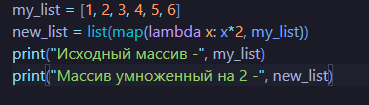 my_list = [1, 2, 3, 4, 5, 6]
new_list = list(map(lambda x: x*2, my_list))
print("Исходный массив -", my_list)
print("Массив умноженный на 2 -", new_list)